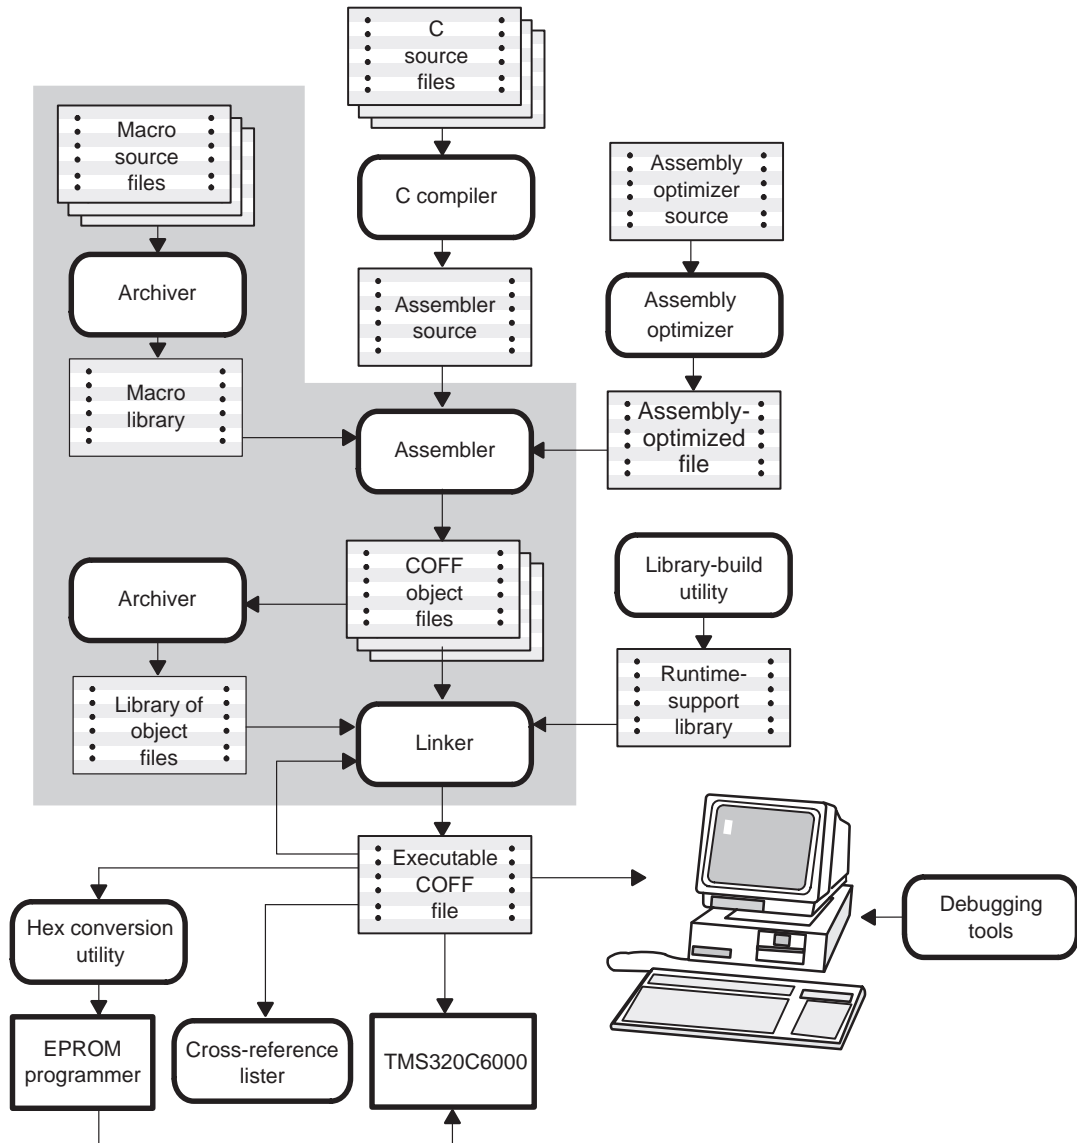 C
source
files
Macro
source
files
C compiler
Assembly
optimizer
source
Archiver
Assembler
source
Assembly
optimizer
Macro
library
Assembler
Assembly-
optimized
file
Archiver
COFF
object
files
Library-build
utility
Library of
object
files
Linker
Runtime-
support
library
Executable
COFF
file
Debugging
tools
Hex conversion
utility
EPROM
programmer
Cross-reference
lister
TMS320C6000